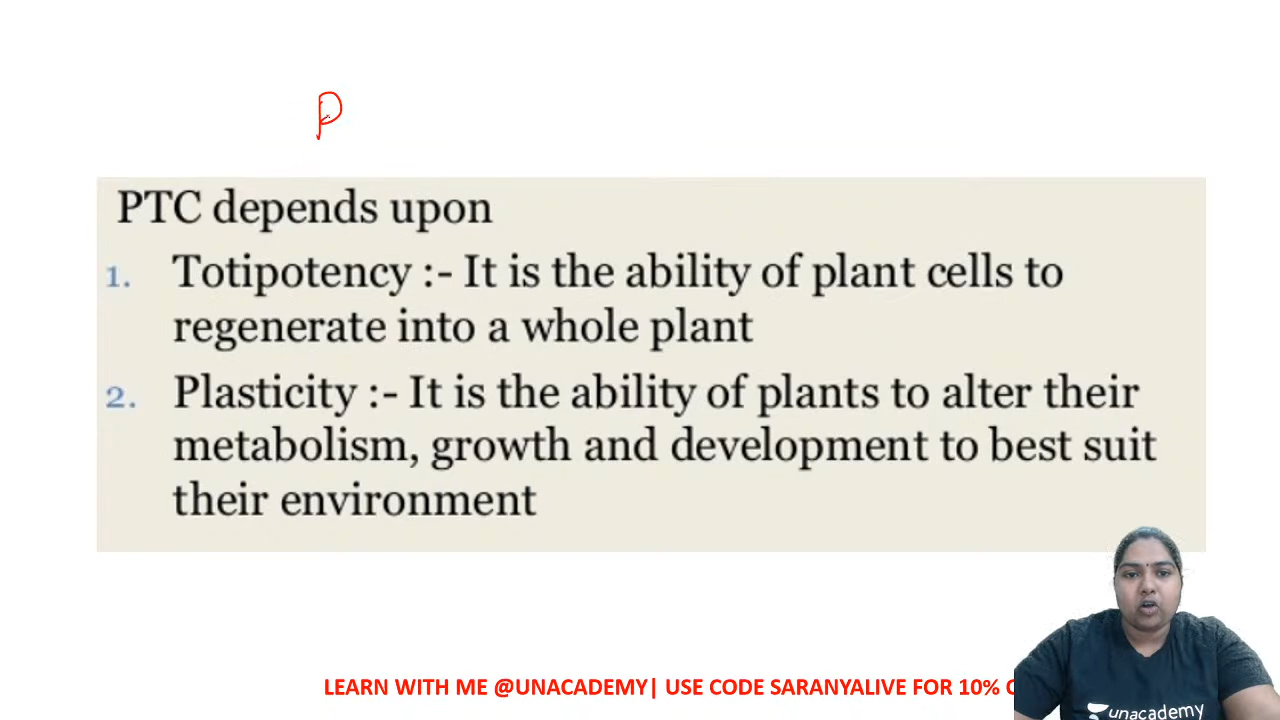 P
PTC depends upon
1. Totipotency :- It is the ability of plant cells to
regenerate into a whole plant
2. Plasticity :- It is the ability of plants to alter their
metabolism, growth and development to best suit
their environment
LEARN WITH ME @UNACADEMY| USE CODE SARANYALIVE FOR 10%
unacademy